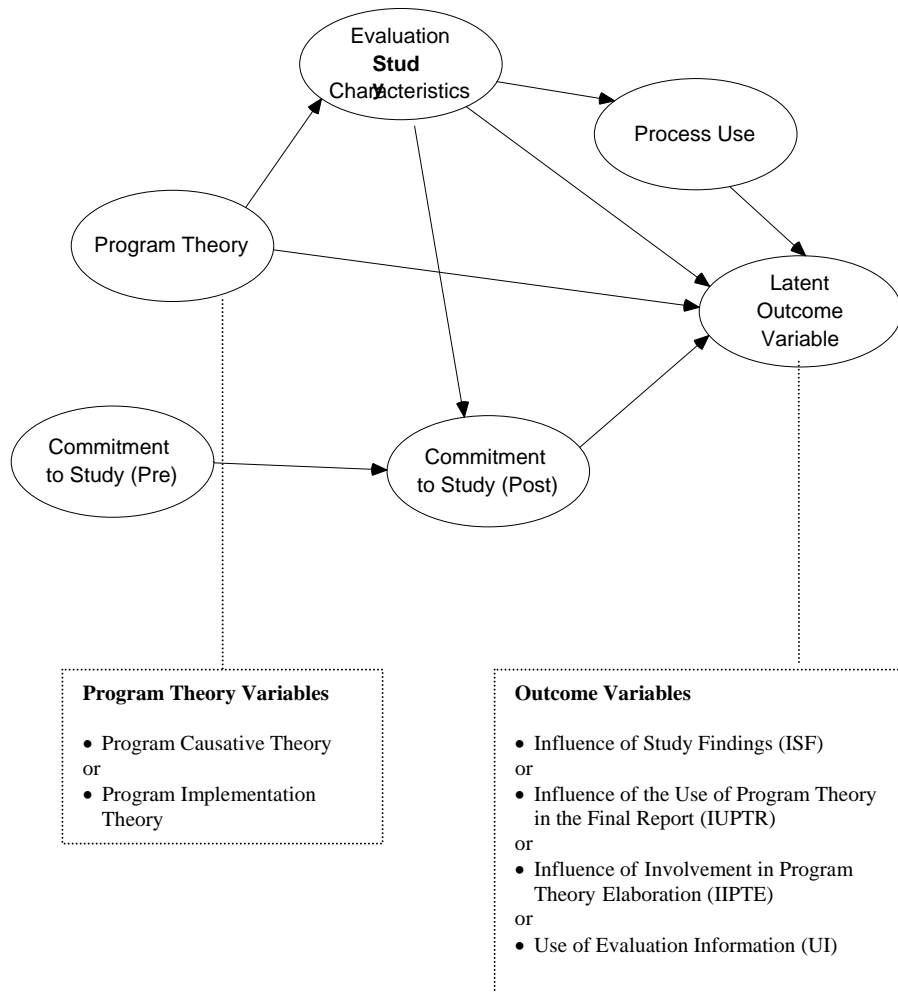 Evaluation
Study
Characteristics
Process Use
Program Theory
Latent
Outcome
Variable
Commitment
to Study (Pre)
Commitment
to Study (Post)
Program Theory Variables
• Program Causative Theory
or
• Program Implementation
Theory
Outcome Variables
• Influence of Study Findings (ISF)
or
• Influence of the Use of Program Theory
in the Final Report (IUPTR)
or
• Influence of Involvement in Program
Theory Elaboration (IIPTE)
or
• Use of Evaluation Information (UI)